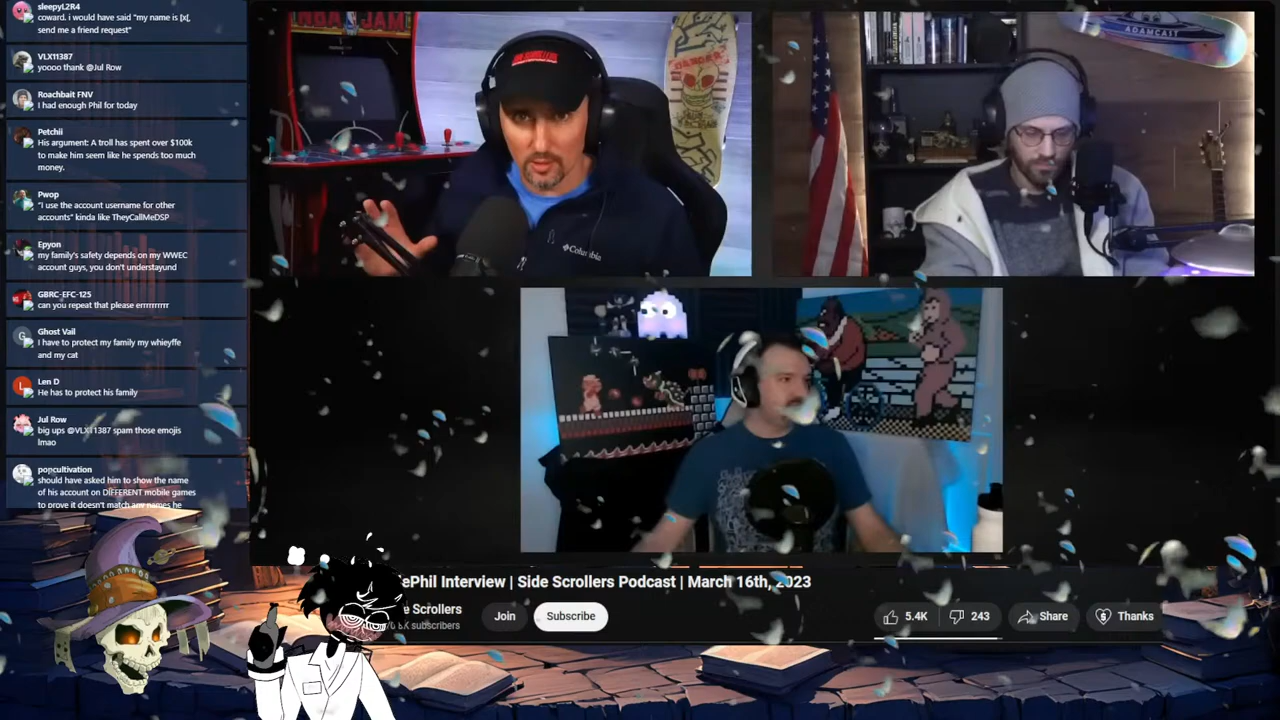 sleepyL2R4
coward. i would have said "my name is [x[,
send me a friend request"
VLX11387
yoooo thank @Jul Row
Roachbait FNV
I had enough Phil for today
Petchii
His argument: A troll has spent over $100k
to make him seem like he spends too much
money.
Pwop
"I use the account username for other
accounts" kinda like TheyCallMeDSP
Epyon
my family's safety depends on my WWEC
account guys, you don't understayund
GBRC-EFC-125
can you repeat that please errrrrrrrr
Ghost Vail
I have to protect my family my whieyffe
and my cat
Len D
He has to protect his family
Jul Row
big ups @VLX11387 spam those emojis
lmao
popcultivation
should have asked him to show the name
of his account on DIFFERENT mobile games
to prove it doesn't match any names he
NBA JAM
Columbia
ADAMCAST
ePhil Interview | Side Scrollers Podcast | March 16th, 2023
e Scrollers
subscribers
Join
Subscribe
5.4K
243
Share
Thanks